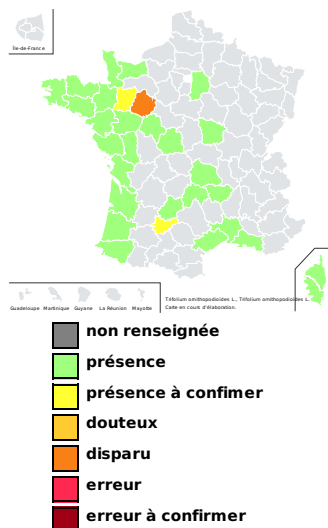 Île-de-France
Guadeloupe Martinique Guyane La Réunion Mayotte
Trifolium ornithopodioides L., Trifolium ornithopodioides L.
Carte en cours d'élaboration.
non renseignée
présence
présence à confimer
douteux
disparu
erreur
erreur à confirmer